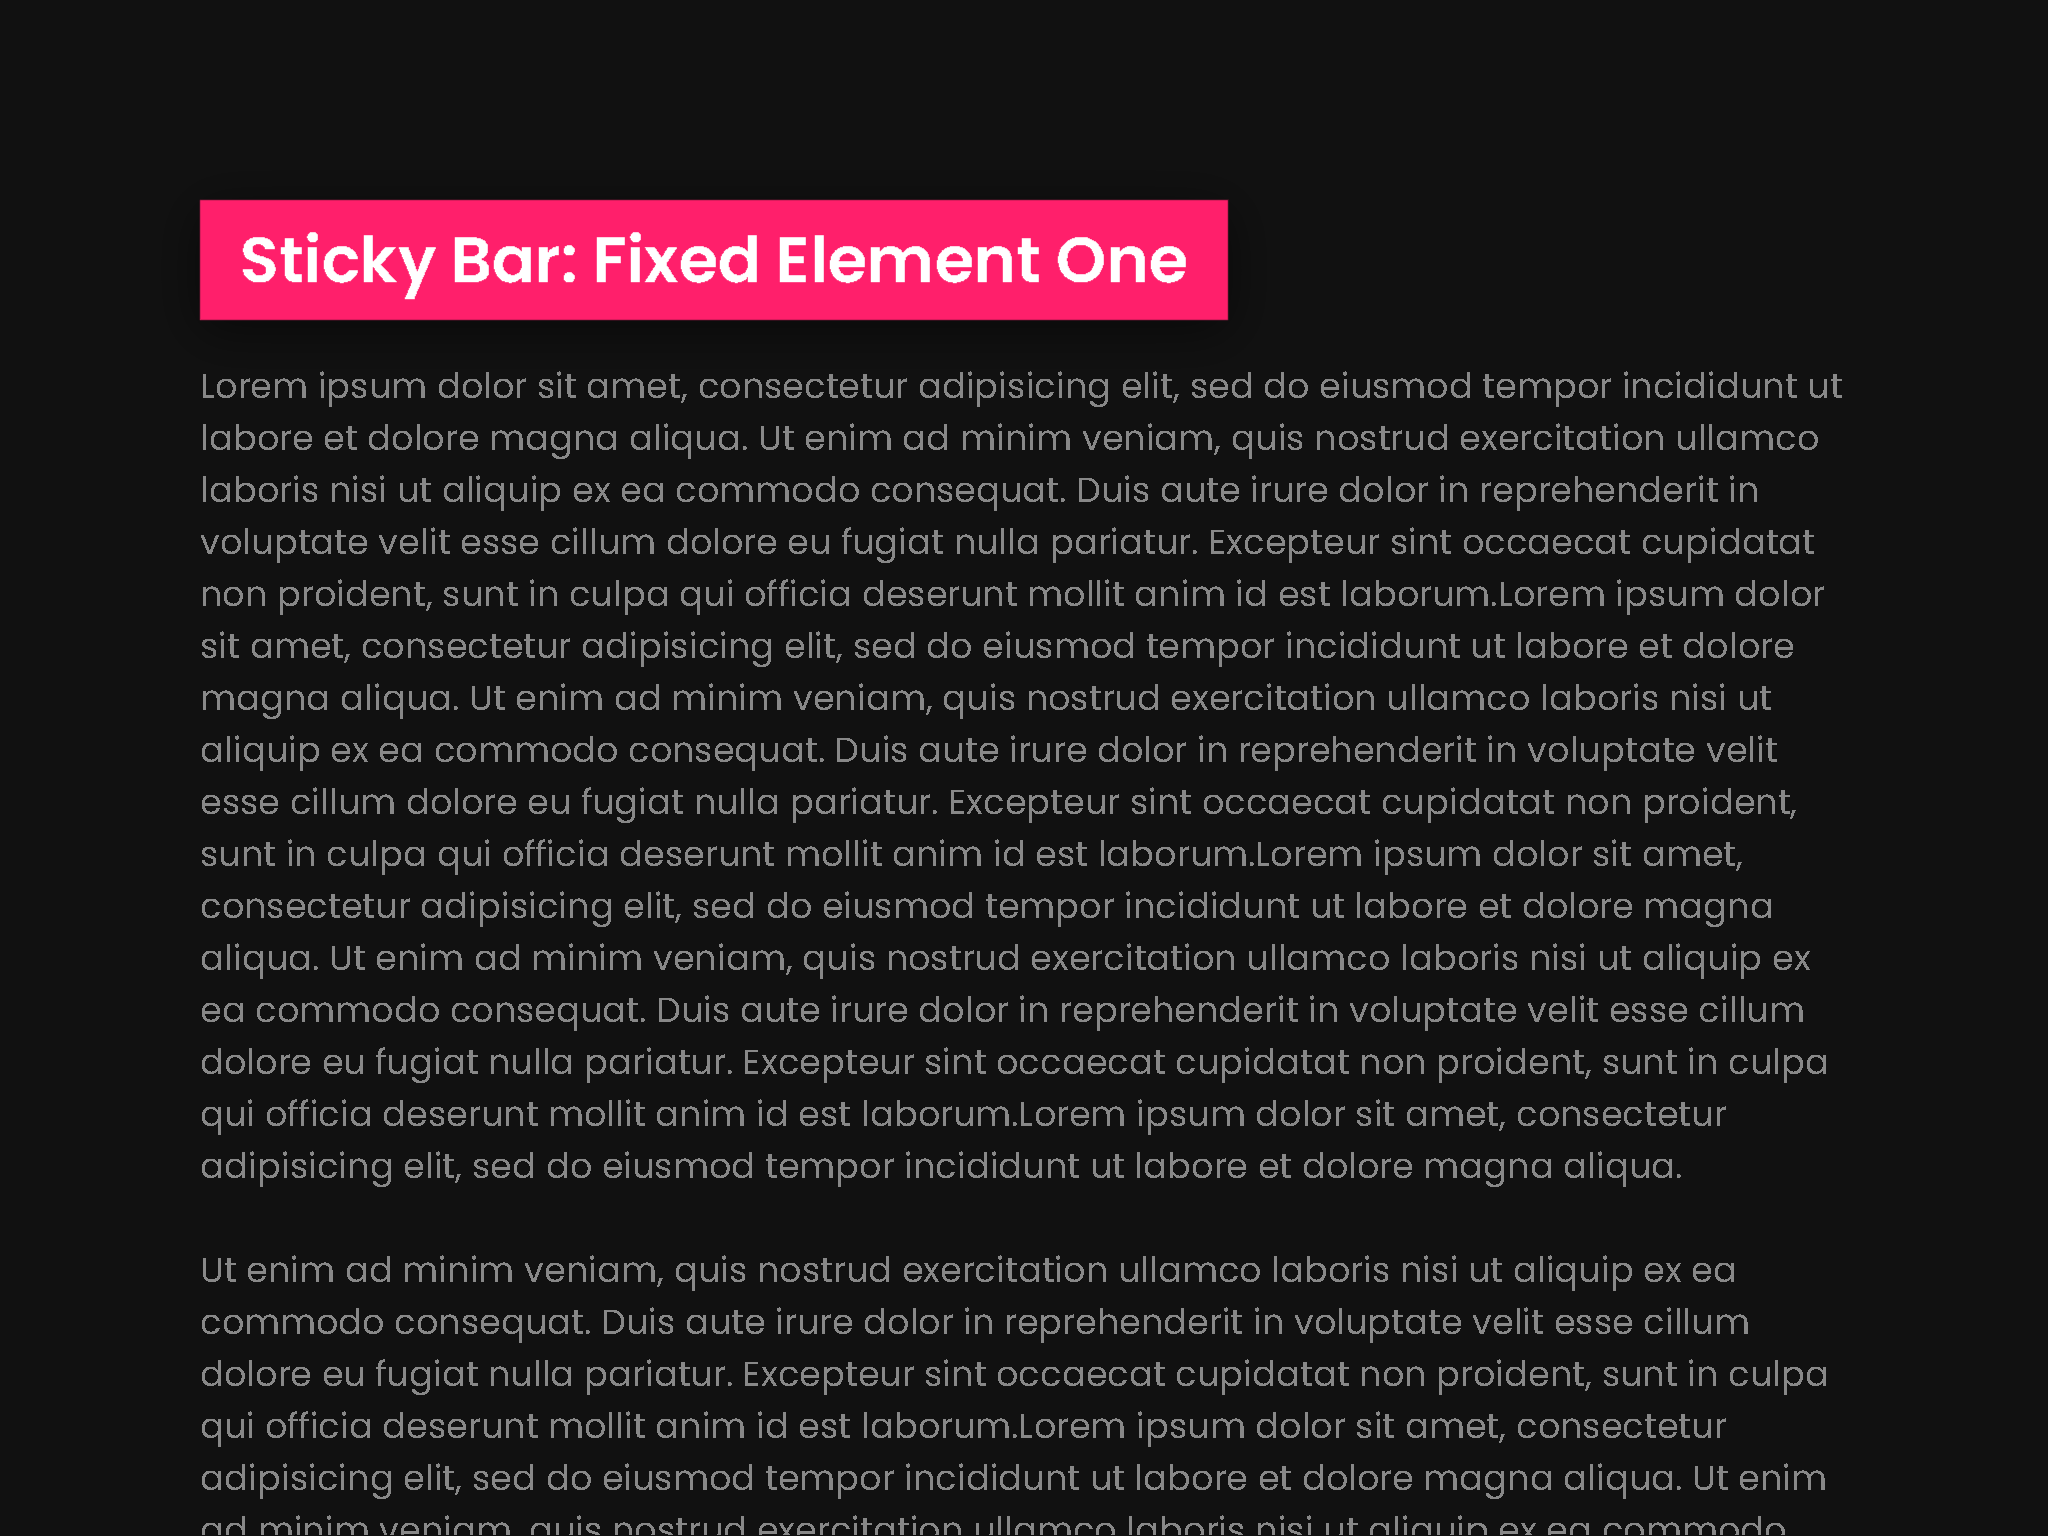 Sticky Bar: Fixed Element One
Lorem ipsum dolor sit amet, consectetur adipisicing elit, sed do eiusmod tempor incididunt ut
labore et dolore magna aliqua. Ut enim ad minim veniam, quis nostrud exercitation ullamco
laboris nisi ut aliquip ex ea commodo consequat. Duis aute irure dolor in reprehenderit in
voluptate velit esse cillum dolore eu fugiat nulla pariatur. Excepteur sint occaecat cupidatat
non proident, sunt in culpa qui officia deserunt mollit anim id est laborum.Lorem ipsum dolor
sit amet, consectetur adipisicing elit, sed do eiusmod tempor incididunt ut labore et dolore
magna aliqua. Ut enim ad minim veniam, quis nostrud exercitation ullamco laboris nisi ut
aliquip ex ea commodo consequat. Duis aute irure dolor in reprehenderit in voluptate velit
esse cillum dolore eu fugiat nulla pariatur. Excepteur sint occaecat cupidatat non proident,
sunt in culpa qui officia deserunt mollit anim id est laborum.Lorem ipsum dolor sit amet,
consectetur adipisicing elit, sed do eiusmod tempor incididunt ut labore et dolore magna
aliqua. Ut enim ad minim veniam, quis nostrud exercitation ullamco laboris nisi ut aliquip ex
ea commodo consequat. Duis aute irure dolor in reprehenderit in voluptate velit esse cillum
dolore eu fugiat nulla pariatur. Excepteur sint occaecat cupidatat non proident, sunt in culpa
qui officia deserunt mollit anim id est laborum.Lorem ipsum dolor sit amet, consectetur
adipisicing elit, sed do eiusmod tempor incididunt ut labore et dolore magna aliqua.
Ut enim ad minim veniam, quis nostrud exercitation ullamco laboris nisi ut aliquip ex ea
commodo consequat. Duis aute irure dolor in reprehenderit in voluptate velit esse cillum
dolore eu fugiat nulla pariatur. Excepteur sint occaecat cupidatat non proident, sunt in culpa
qui officia deserunt mollit anim id est laborum.Lorem ipsum dolor sit amet, consectetur
adipisicing elit, sed do eiusmod tempor incididunt ut labore et dolore magna aliqua. Ut enim
ad minim veniam, quis nostrud exercitation ullamco laboris nisi ut aliquip ex ea commodo